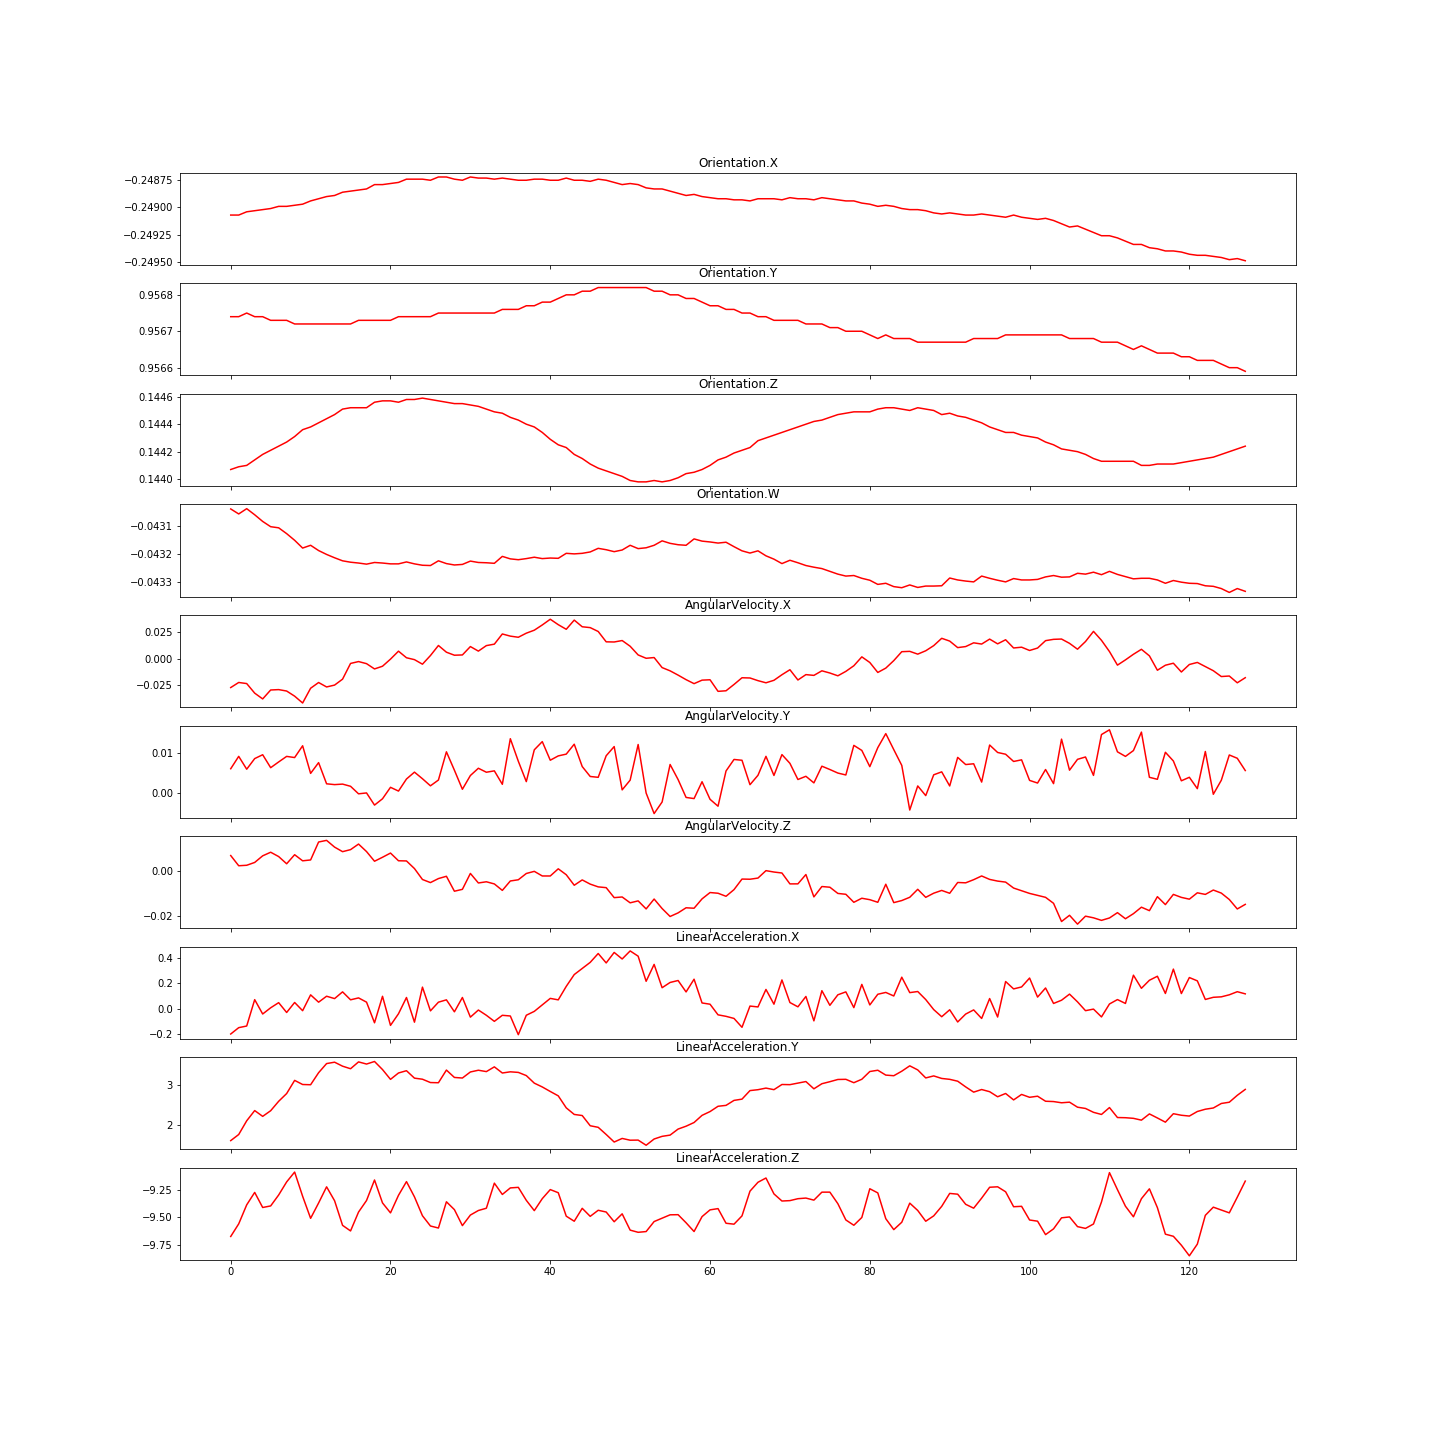 Orientation.X
−0.24875
−0.24900
−0.24925
−0.24950
Orientation.Y
0.9568
0.9567
0.9566
Orientation.Z
0.1446
0.1444
0.1442
0.1440
Orientation.W
−0.0431
−0.0432
−0.0433
AngularVelocity.X
0.025
0.000
−0.025
AngularVelocity.Y
0.01
0.00
AngularVelocity.Z
0.00
−0.02
LinearAcceleration.X
0.4
0.2
0.0
−0.2
LinearAcceleration.Y
3
2
LinearAcceleration.Z
−9.25
−9.50
−9.75
0 20 40 60 80 100 120